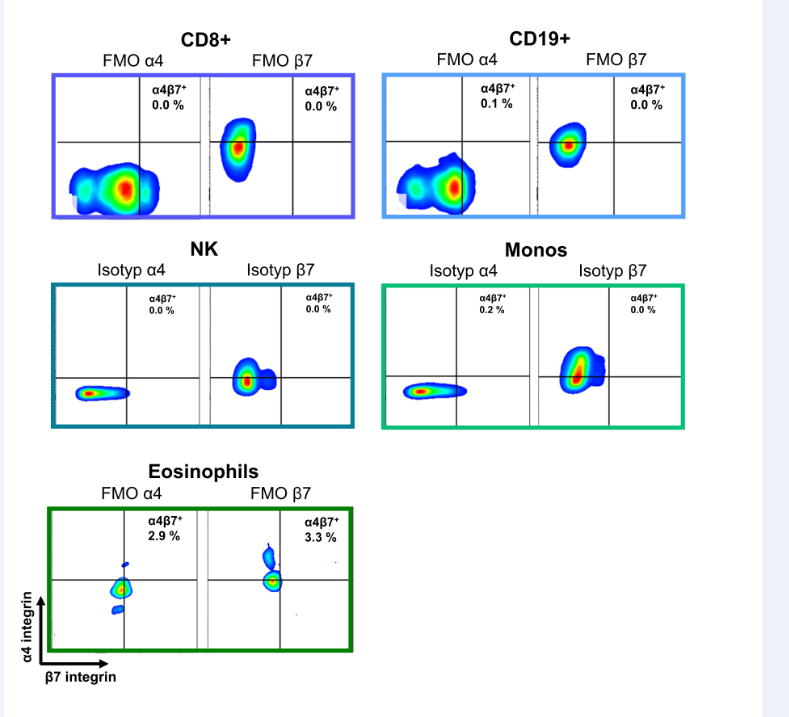 CD8+
FMO α4
FMO β7
α4β7⁺
0.0 %
α4β7⁺
0.0 %
CD19+
FMO α4
FMO β7
α4β7⁺
0.1 %
α4β7⁺
0.0 %
NK
Isotyp α4
Isotyp β7
α4β7⁺
0.0 %
α4β7⁺
0.0 %
Monos
Isotyp α4
Isotyp β7
α4β7⁺
0.2 %
α4β7⁺
0.0 %
Eosinophils
FMO α4
FMO β7
α4β7⁺
2.9 %
α4β7⁺
3.3 %
α4 integrin
β7 integrin